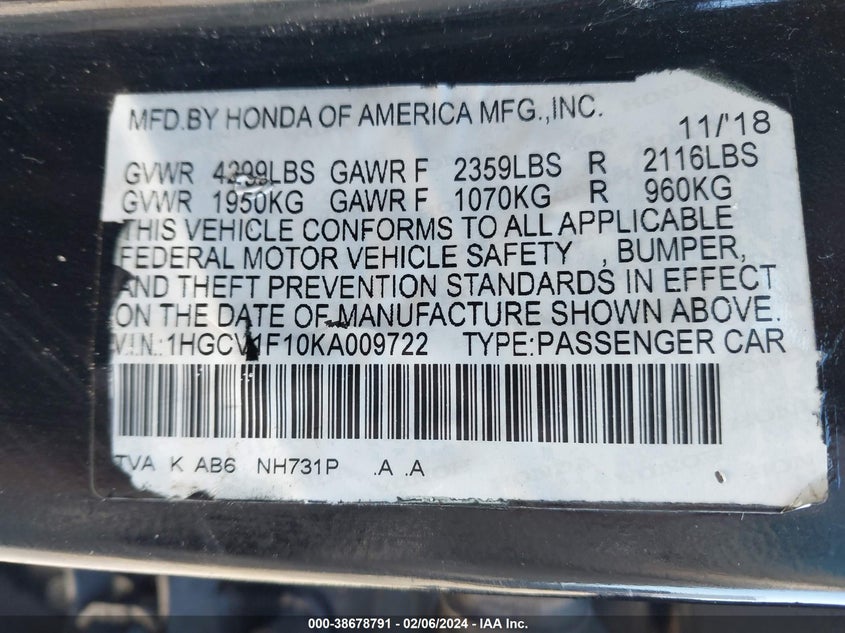 MFD.BY HONDA OF AMERICA MFG.,INC.
11/'18
GVWR 4299LBS GAWR F 2359LBS R 2116LBS
GVWR 1950KG GAWR F 1070KG R 960KG
THIS VEHICLE CONFORMS TO ALL APPLICABLE
FEDERAL MOTOR VEHICLE SAFETY , BUMPER,
AND THEFT PREVENTION STANDARDS IN EFFECT
ON THE DATE OF MANUFACTURE SHOWN ABOVE.
V.I.N.:1HGCV1F10KA009722 TYPE:PASSENGER CAR
TVA K AB6 NH731P .A .A
000-38678791 - 02/06/2024 - IAA Inc.